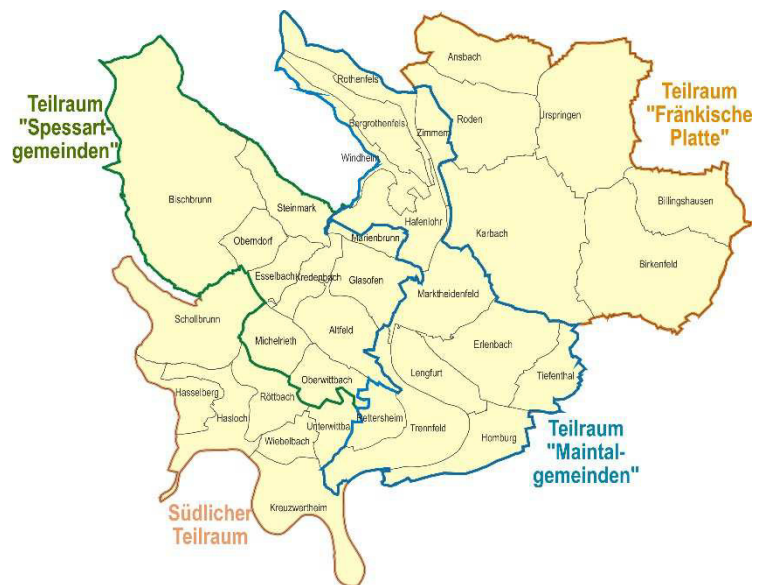 Ansbach
Rothenfels
Teilraum
"Spessart-
gemeinden"
Teilraum
"Fränkische
Platte"
Urspringen
Roden
Bergrothenfels
Zimmern
Windheim
Bischbrunn
Billingshausen
Steinmark
Hafenlohr
Karbach
Marienbrunn
Oberndorf
Birkenfeld
Esselbach
Kredenbach
Glasofen
Marktheidenfeld
Schollbrunn
Altfeld
Michelrieth
Erlenbach
Lengfurt
Tiefenthal
Oberwittbach
Hasselberg
Röttbach
Hasloch
Unterwittba
Rettersheim
Trennfeld
Homburg
Wiebelbach
Teilraum
"Maintal-
gemeinden"
Südlicher
Teilraum
Kreuzwertheim